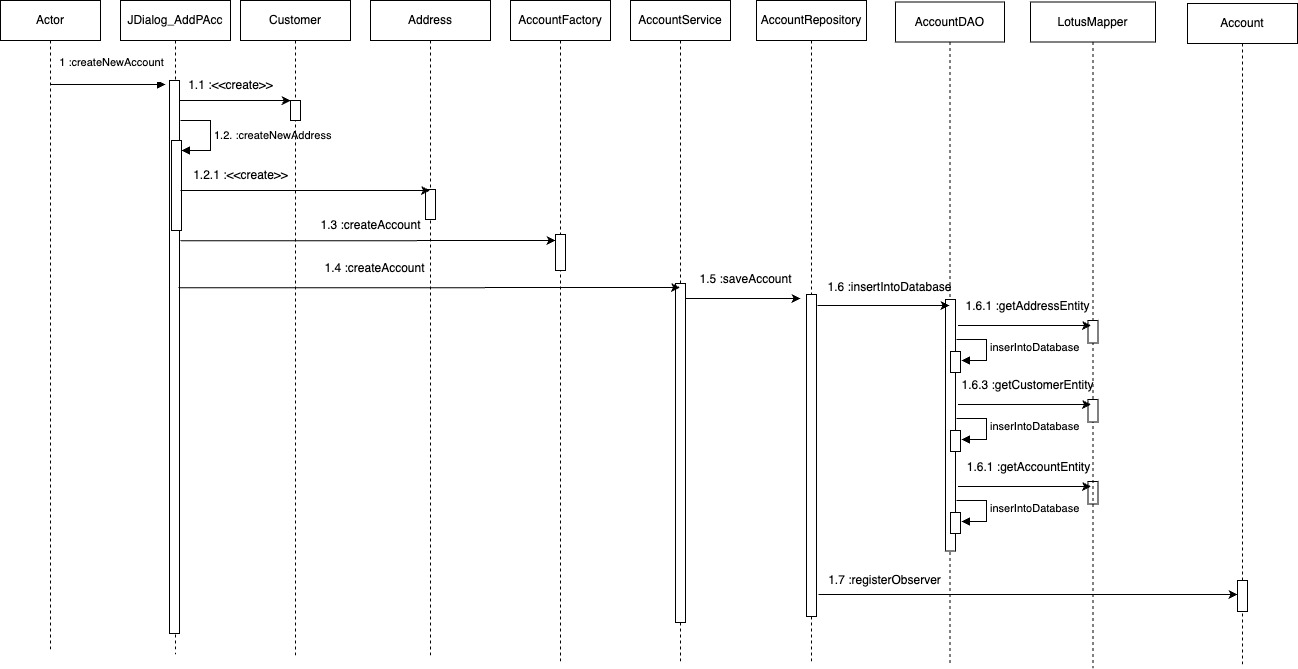 Actor
JDialog_AddPAcc
Customer
Address
AccountFactory
AccountService
AccountRepository
AccountDAO
LotusMapper
Account
1 :createNewAccount
1.1 :<<create>>
1.2. :createNewAddress
1.2.1 :<<create>>
1.3 :createAccount
1.4 :createAccount
1.5 :saveAccount
1.6 :insertIntoDatabase
1.6.1 :getAddressEntity
inserIntoDatabase
1.6.3 :getCustomerEntity
inserIntoDatabase
1.6.1 :getAccountEntity
inserIntoDatabase
1.7 :registerObserver